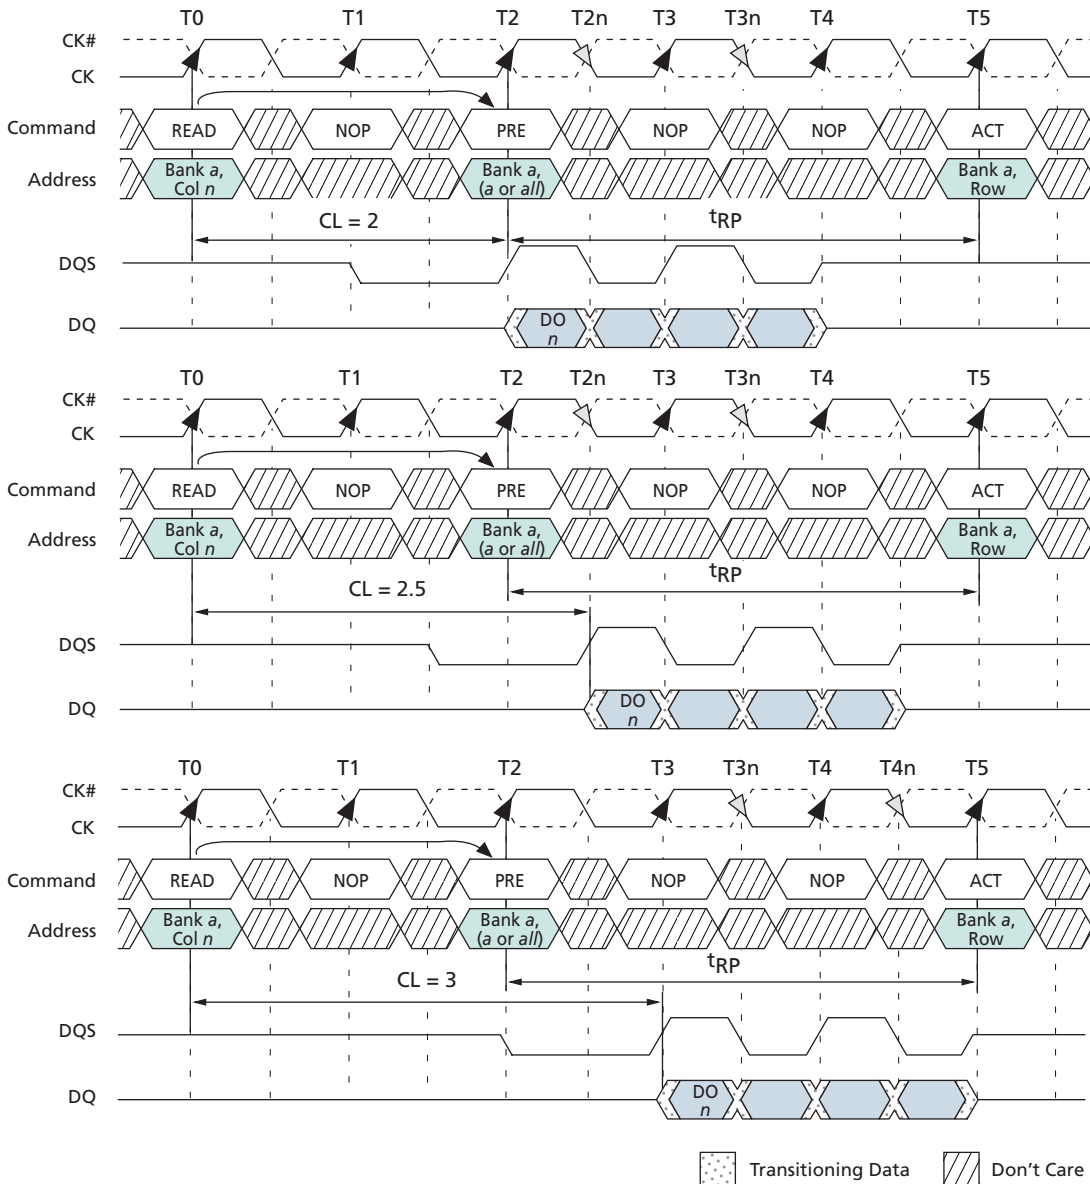 T0 T1 T2 T2n T3 T3n T4 T5
CK#
CK
Command READ NOP PRE NOP NOP ACT
Address Bank a, Col n Bank a, (a or all) Bank a, Row
CL = 2 tRP
DQS
DQ DO n
T0 T1 T2 T2n T3 T3n T4 T5
CK#
CK
Command READ NOP PRE NOP NOP ACT
Address Bank a, Col n Bank a, (a or all) Bank a, Row
CL = 2.5 tRP
DQS
DQ DO n
T0 T1 T2 T3 T3n T4 T4n T5
CK#
CK
Command READ NOP PRE NOP NOP ACT
Address Bank a, Col n Bank a, (a or all) Bank a, Row
CL = 3 tRP
DQS
DQ DO n
Transitioning Data Don't Care